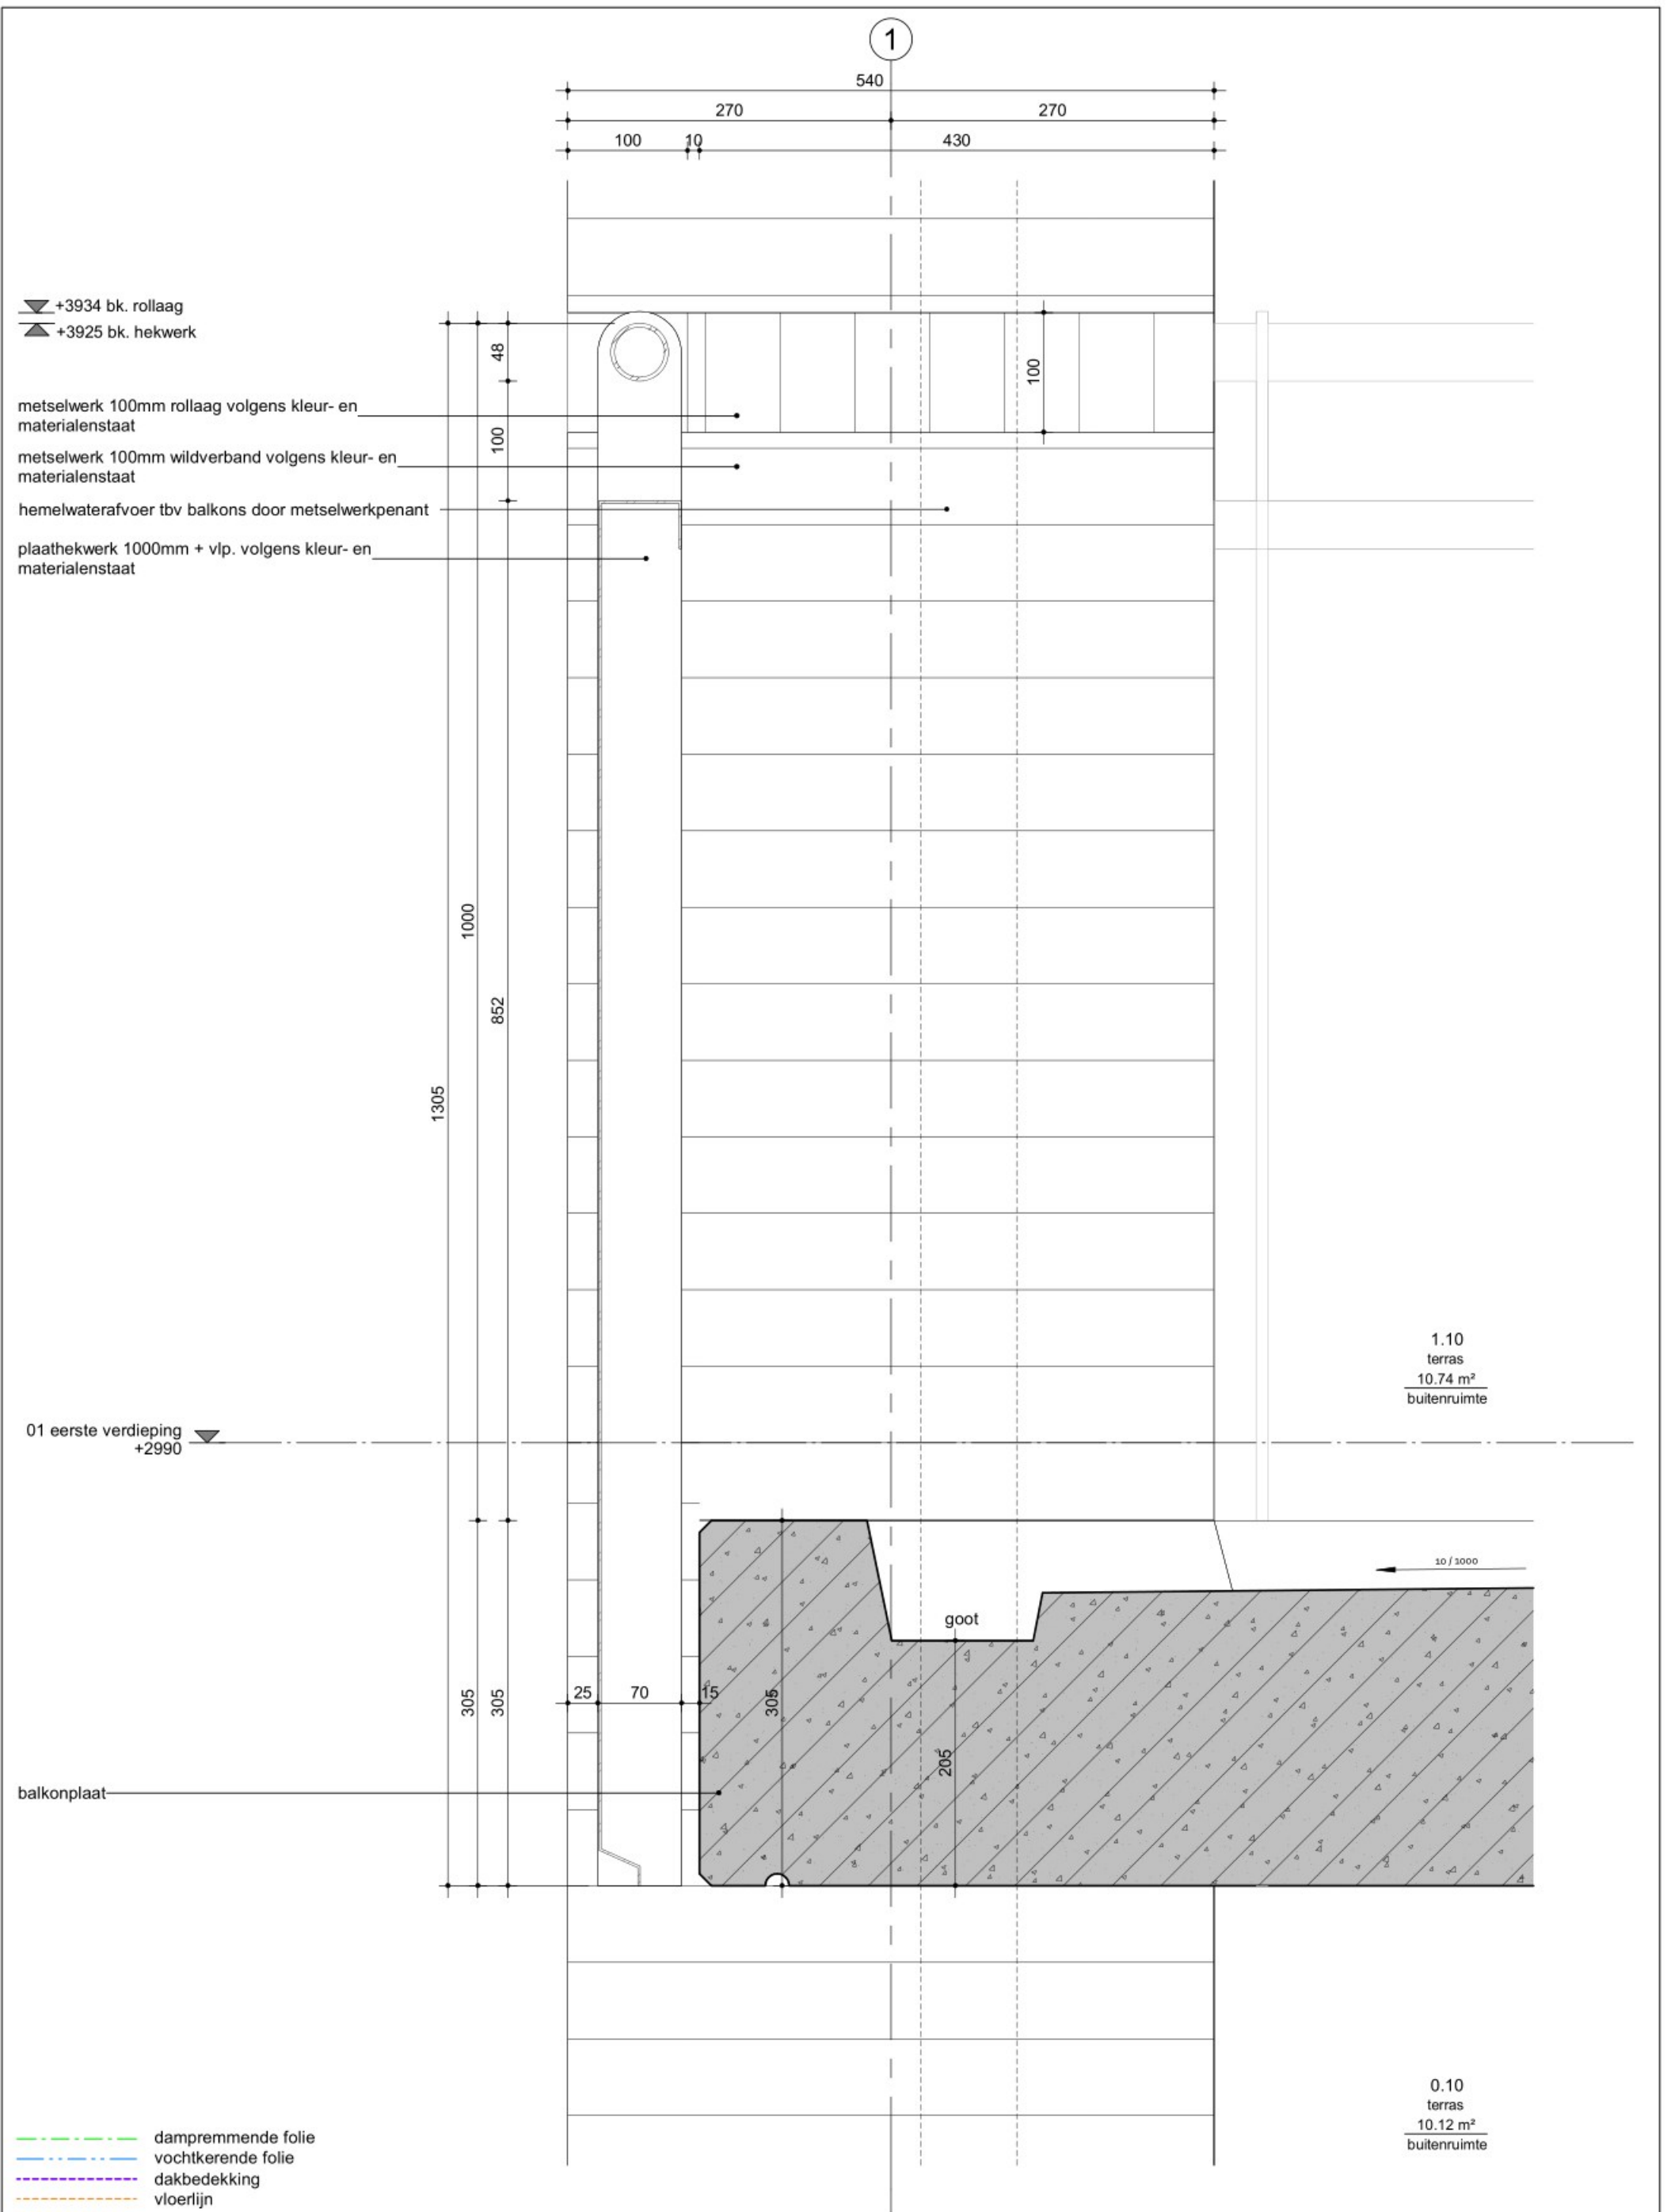 1
540
270
270
100
10
430
+3934 bk. rollaag
+3925 bk. hekwerk
48
100
metselwerk 100mm rollaag volgens kleur- en
materialenstaat
100
metselwerk 100mm wildverband volgens kleur- en
materialenstaat
hemelwaterafvoer tbv balkons door metselwerkpenant
plaathekwerk 1000mm + vlp. volgens kleur- en
materialenstaat
1000
852
1305
1.10
terras
10.74 m²
buitenruimte
01 eerste verdieping
+2990
10 / 1000
goot
25
70
15
305
305
305
205
balkonplaat
0.10
terras
10.12 m²
buitenruimte
dampremmende folie
vochtkerende folie
dakbedekking
vloerlijn